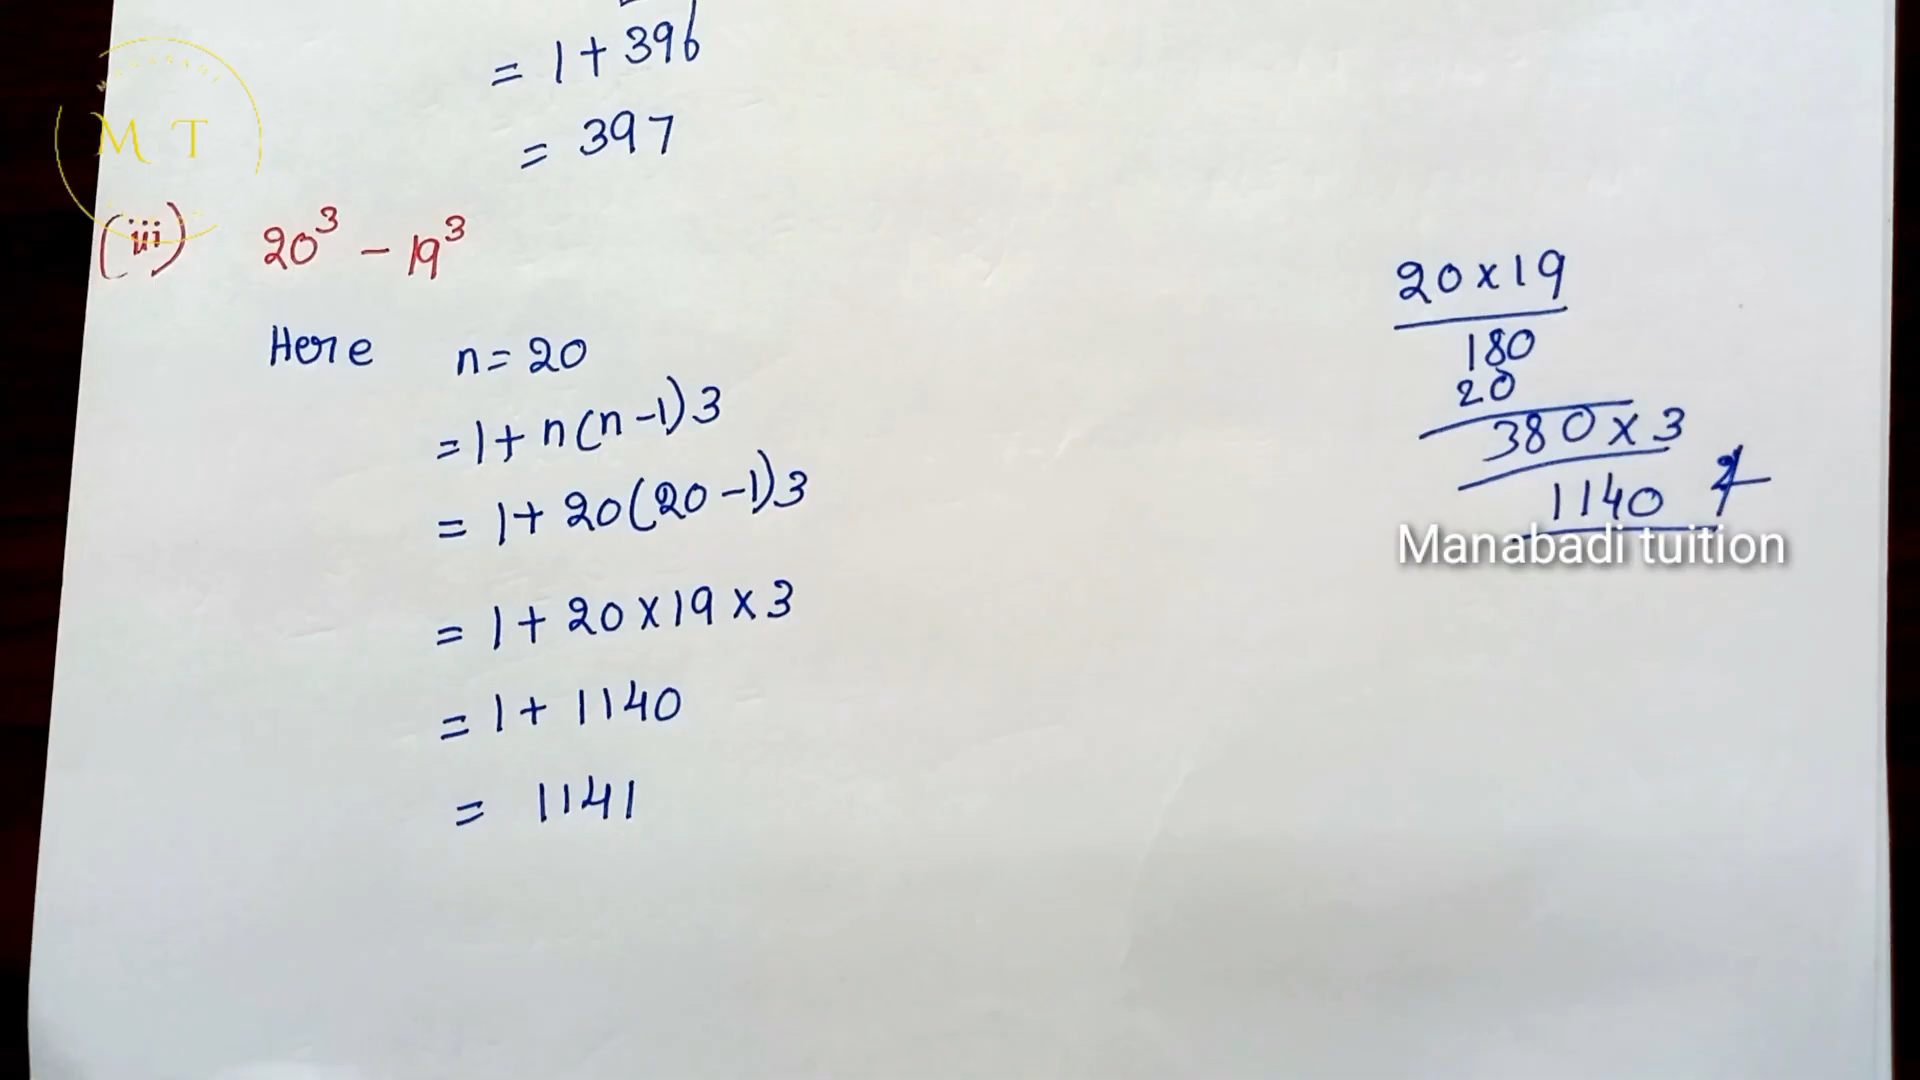 = 1 + 396
= 397
M T
(iii) 20³ - 19³
Here n = 20
= 1 + n(n-1)3
= 1 + 20(20-1)3
= 1 + 20 x 19 x 3
= 1 + 1140
= 1141
20 x 19
180
20
380 x 3
1140
Manabadi tuition